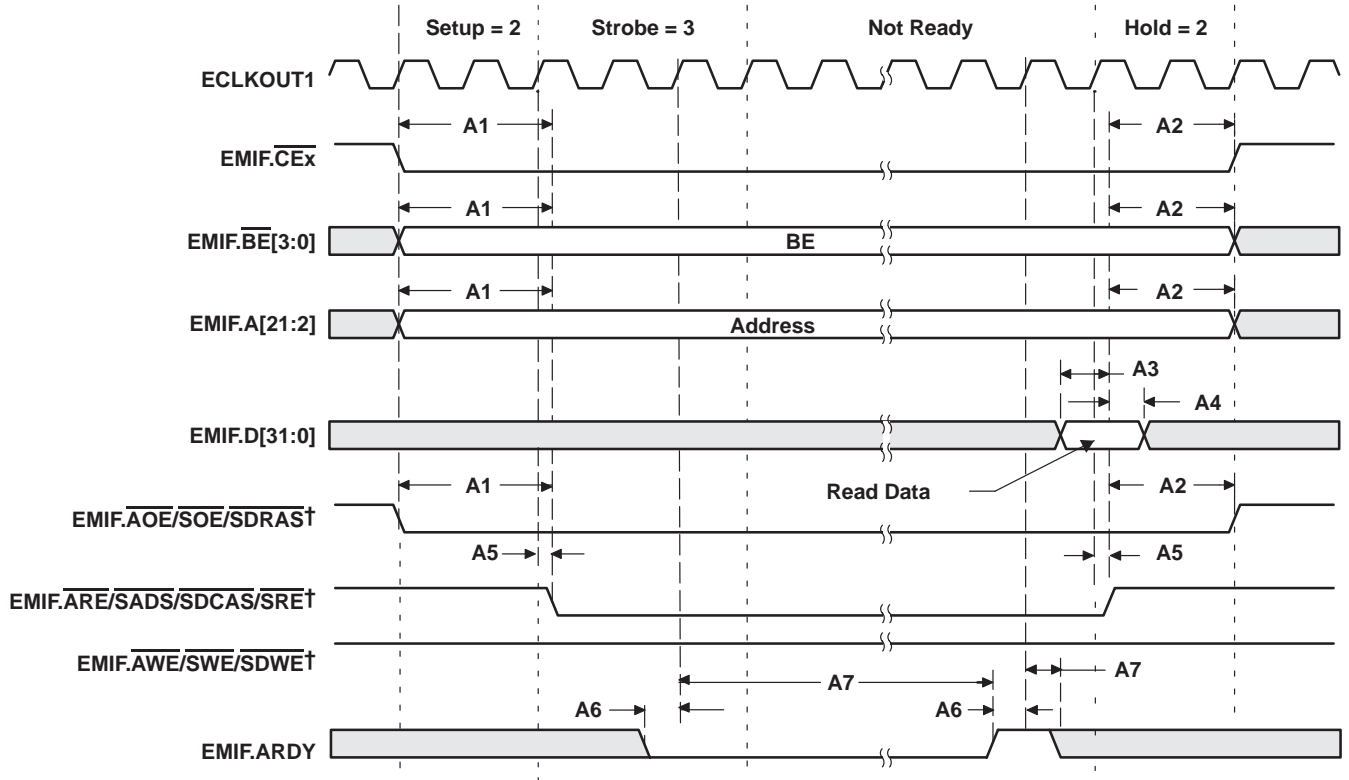 Setup = 2 Strobe = 3 Not Ready Hold = 2
ECLKOUT1
A1 A2
EMIF.CEx
A1 A2
EMIF.BE[3:0] BE
A1 A2
EMIF.A[21:2] Address
A3
A4
EMIF.D[31:0]
A1 Read Data A2
EMIF.AOE/SOE/SDRAS†
A5 A5
EMIF.ARE/SADS/SDCAS/SRE†
EMIF.AWE/SWE/SDWE†
A7 A7
A6 A6
EMIF.ARDY